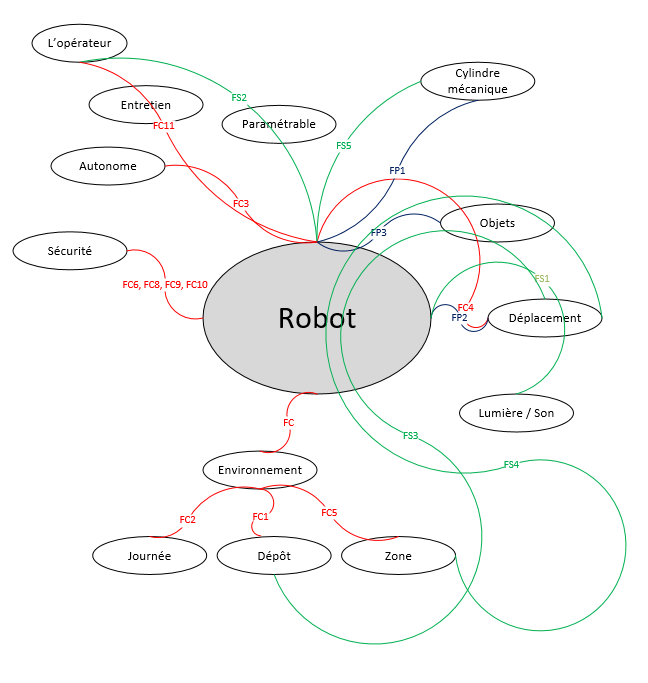 L'opérateur
Cylindre
mécanique
Entretien
FS2
Paramétrable
FC11
FS5
Autonome
FP1
FC3
Objets
FP3
Sécurité
FS1
FC6, FC8, FC9, FC10
FC4
Robot
FP2
Déplacement
Lumière / Son
FC
FS3
Environnement
FS4
FC2
FC1
FC5
Journée
Dépôt
Zone